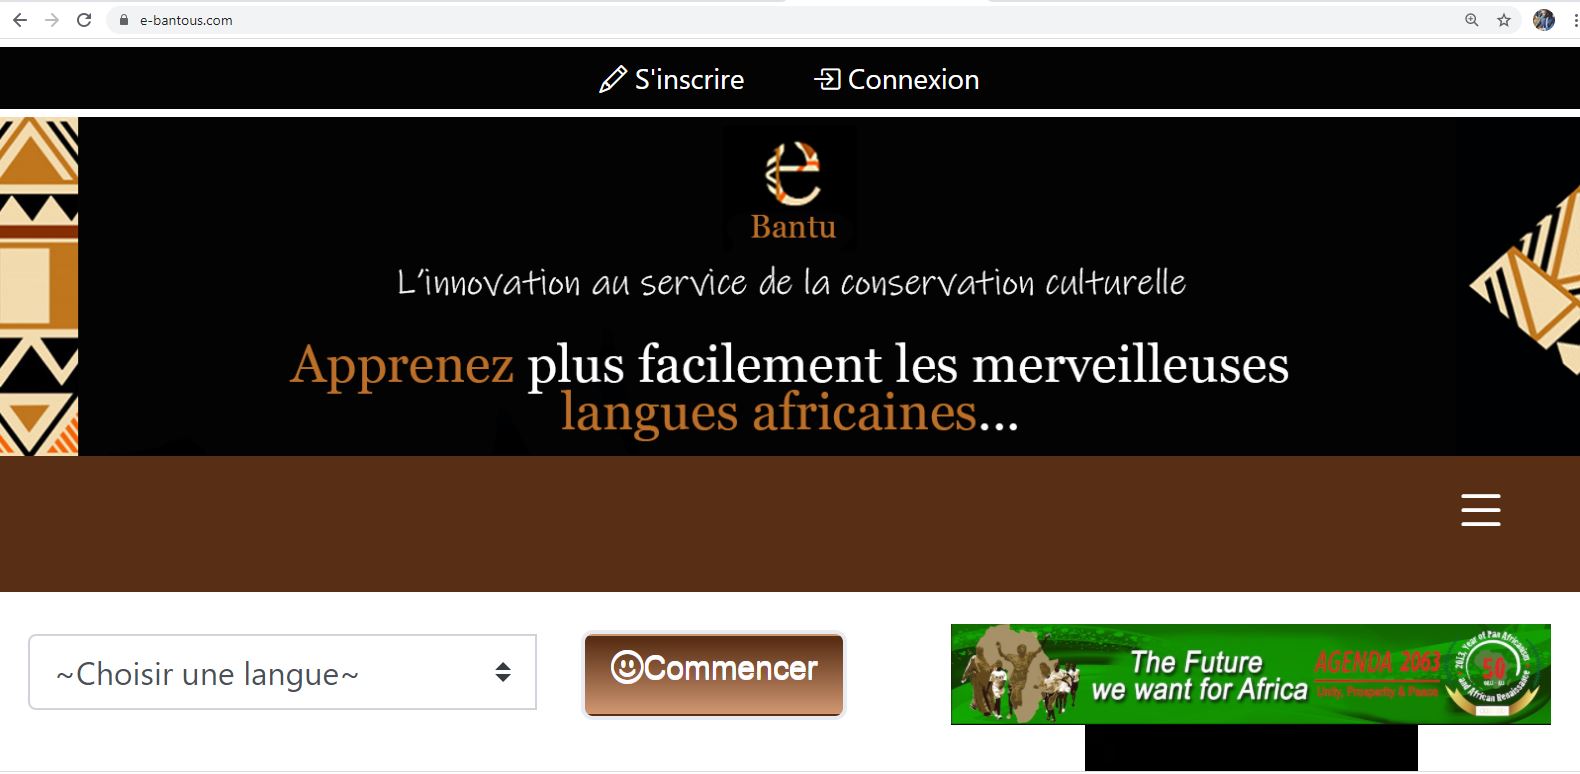 e-bantous.com
S'inscrire
Connexion
e
Bantu
L'innovation au service de la conservation culturelle
Apprenez plus facilement les merveilleuses
langues africaines...
~Choisir une langue~
Commencer
The Future
we want for Africa
AGENDA 2063
Unity, Prosperity & Peace
2013, Year of Pan Africanism
and African Renaissance
50